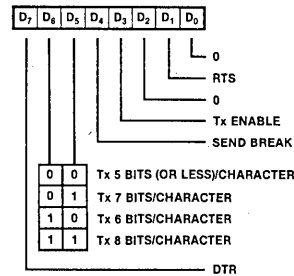 D7 D6 D5 D4 D3 D2 D1 D0
0
RTS
0
Tx ENABLE
SEND BREAK
0 0 Tx 5 BITS (OR LESS)/CHARACTER
0 1 Tx 7 BITS/CHARACTER
1 0 Tx 6 BITS/CHARACTER
1 1 Tx 8 BITS/CHARACTER
DTR